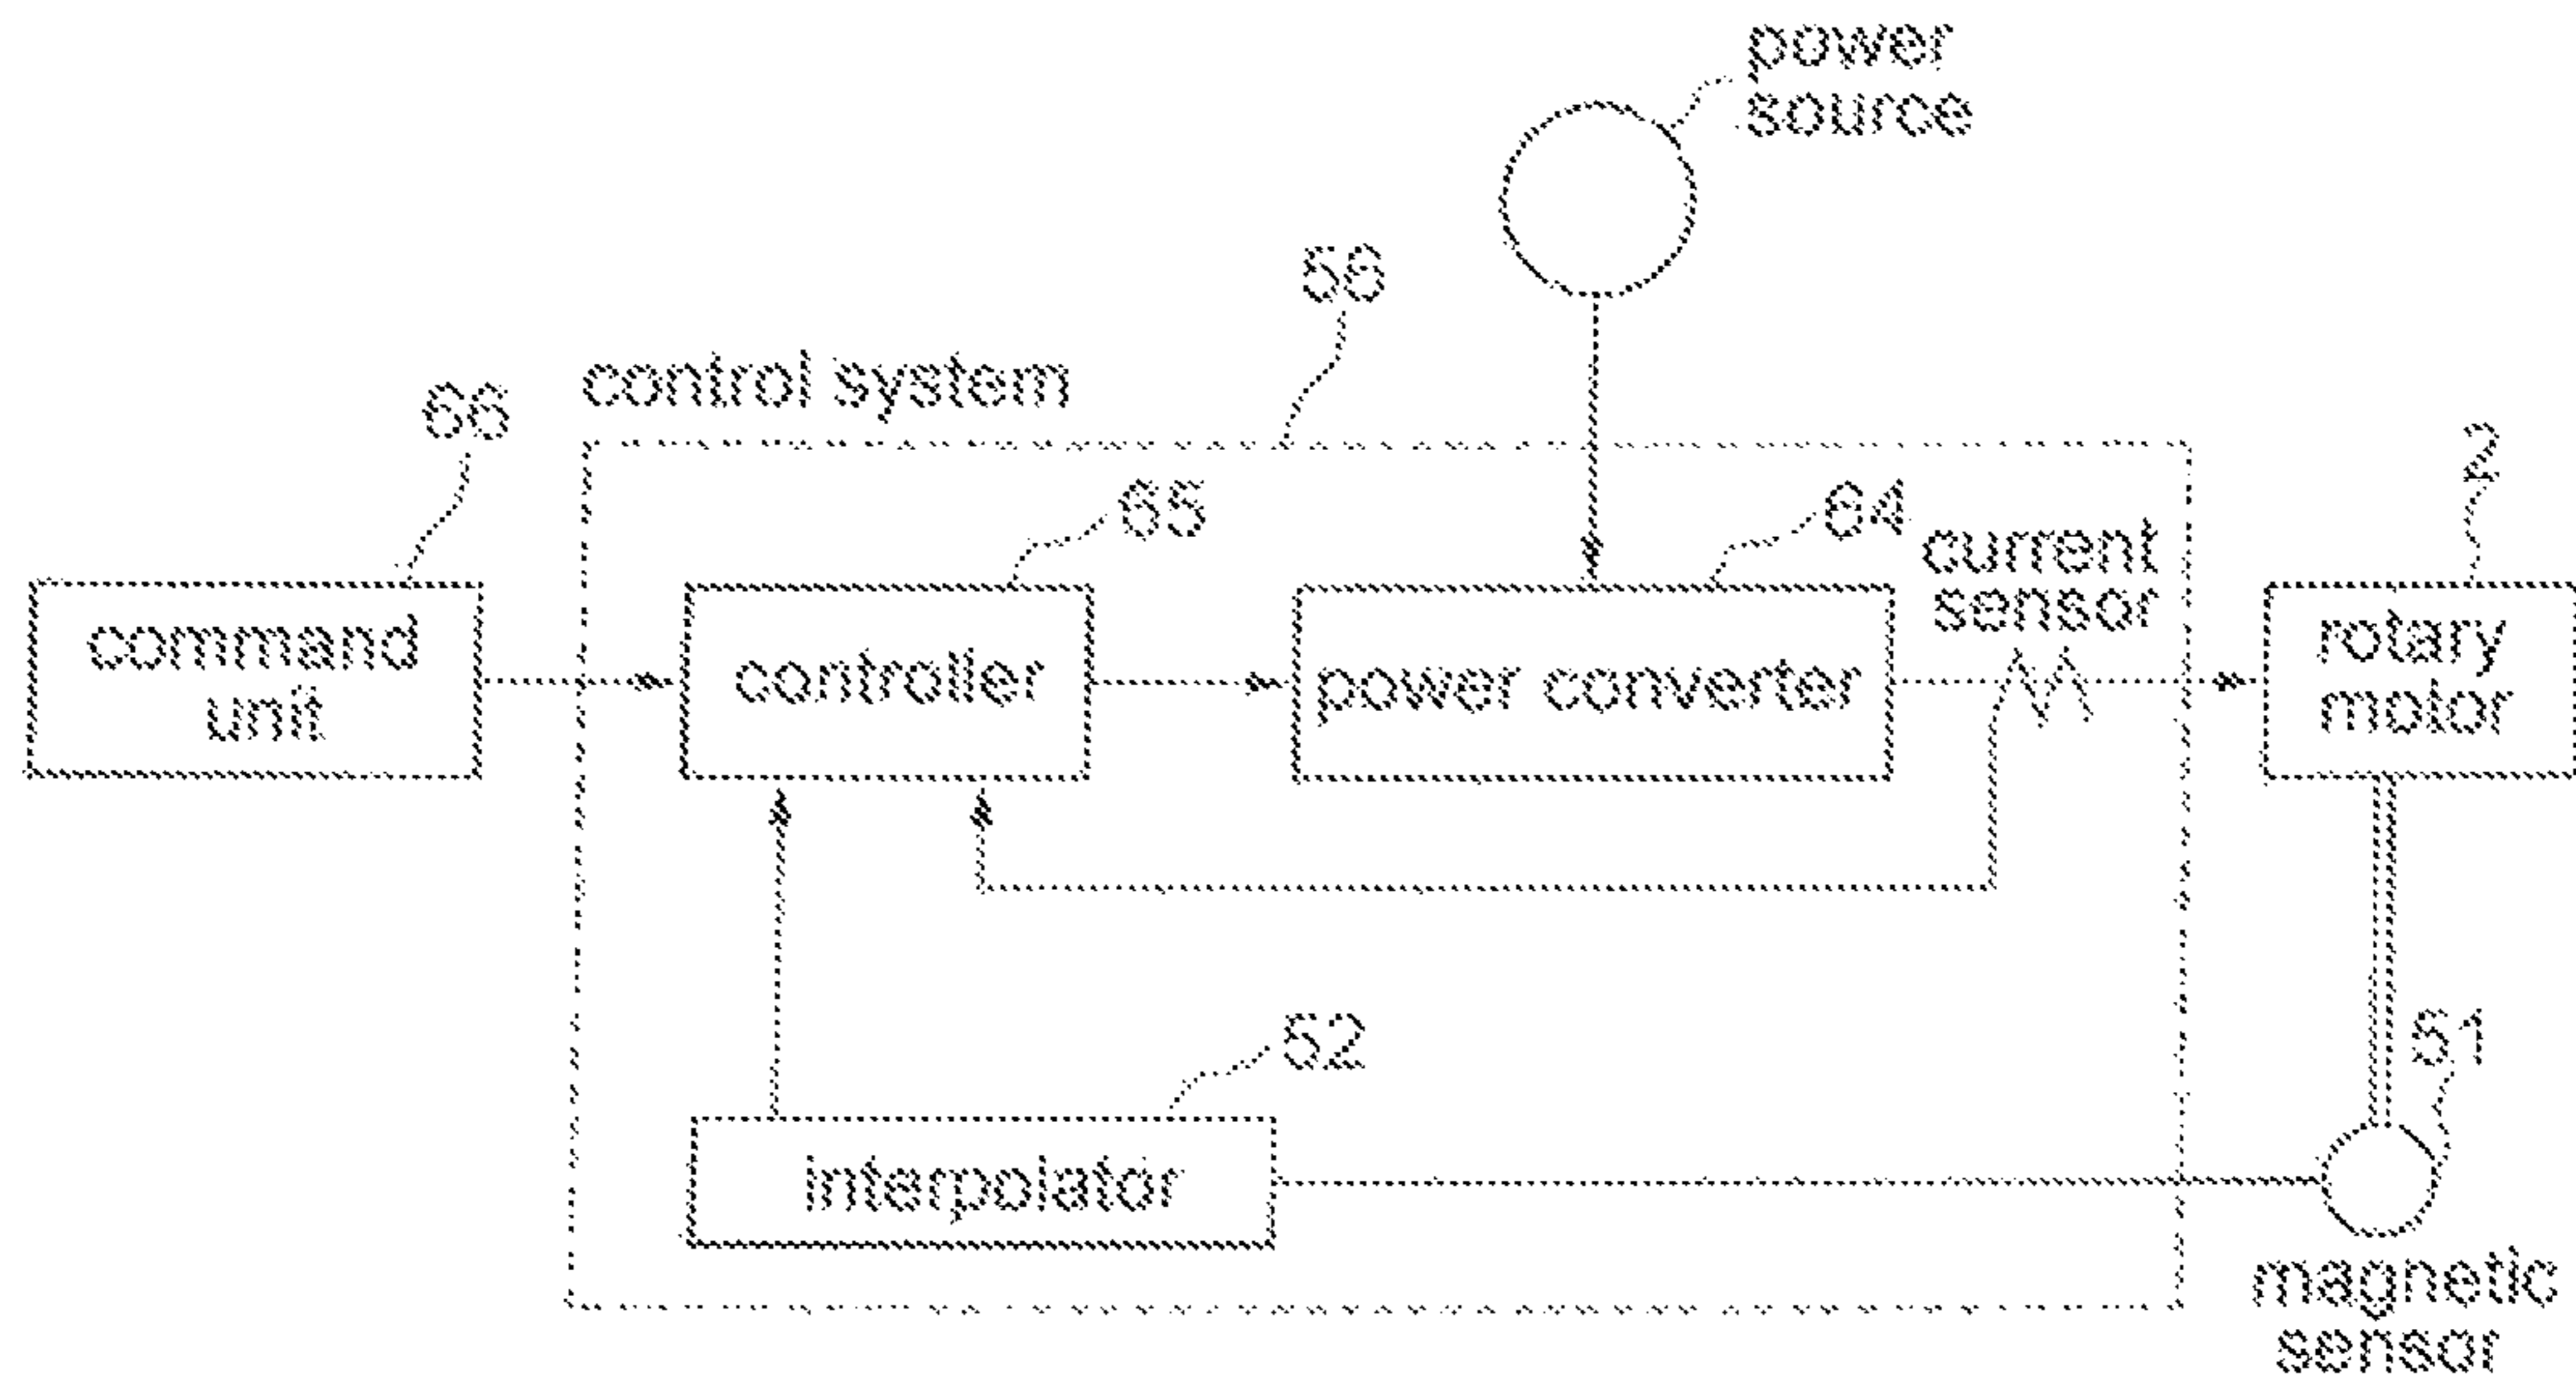 power
source
56
control system
66
2
65
64
current
sensor
command
unit
controller
power converter
rotary
motor
52
51
interpolator
magnetic
sensor